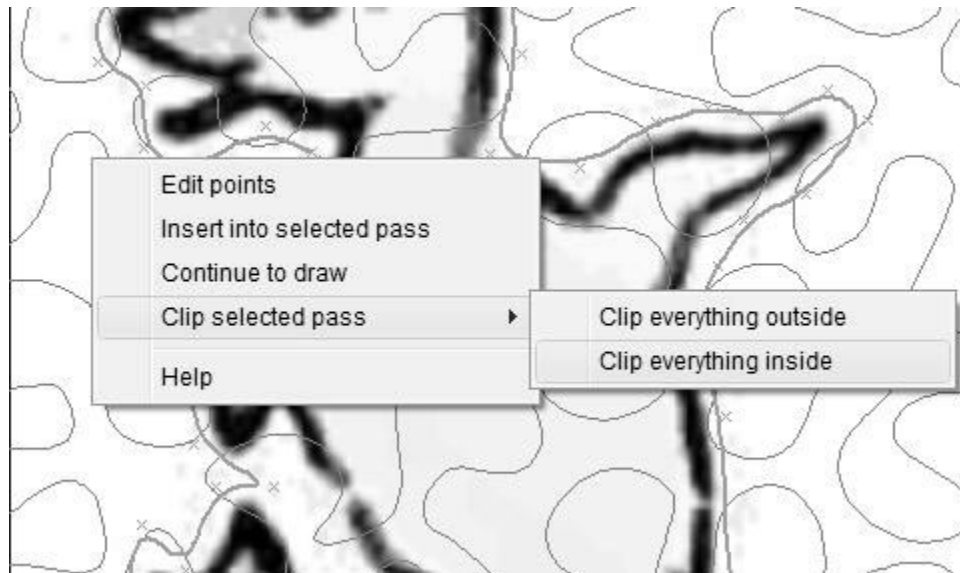 Edit points
Insert into selected pass
Continue to draw
Clip selected pass
Clip everything outside
Clip everything inside
Help